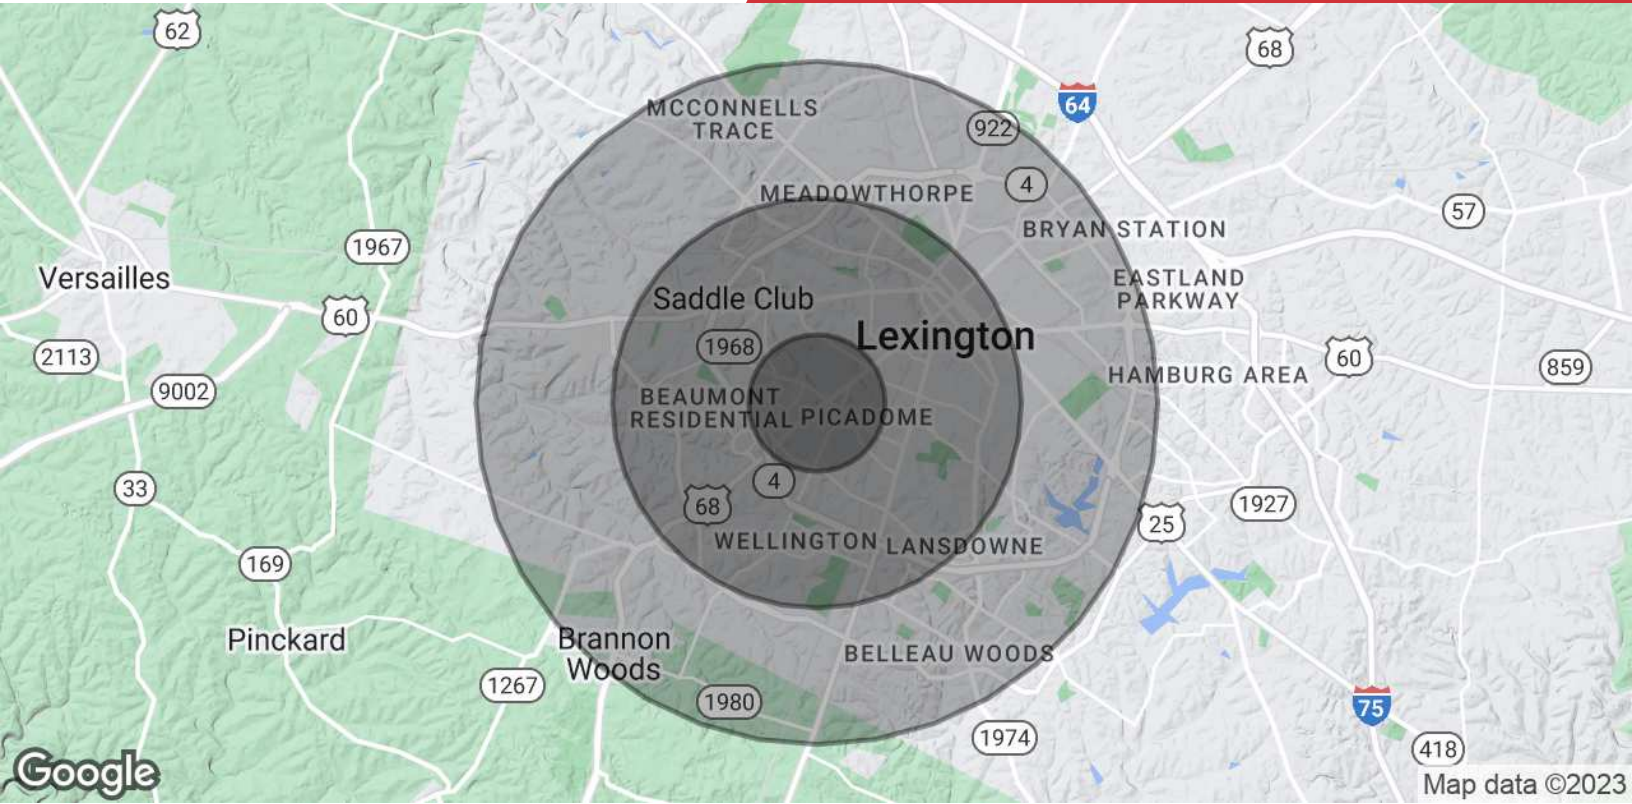 62
68
64
MCCONNELLS
TRACE
922
4
MEADOWTHORPE
57
BRYAN STATION
1967
Versailles
EASTLAND
PARKWAY
Saddle Club
60
Lexington
1968
2113
60
859
HAMBURG AREA
9002
BEAUMONT
RESIDENTIAL
PICADOME
4
33
68
1927
25
WELLINGTON
LANSDOWNE
169
Pinckard
Brannon
Woods
BELLEAU WOODS
1267
1980
75
1974
418
Google
Map data ©2023